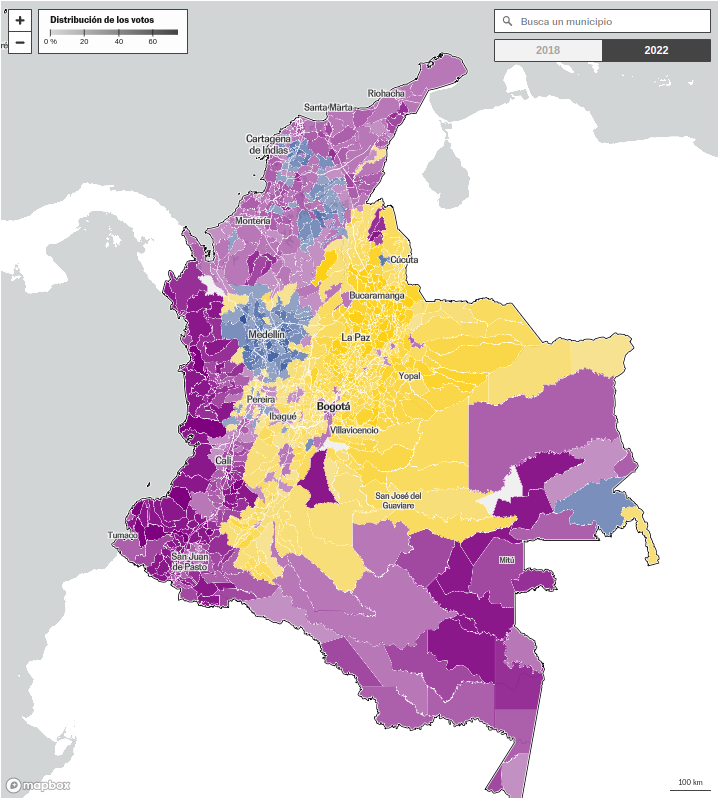 +
−
Distribución de los votos
0 % 20 40 60
Busca un municipio
2018 2022
ré
Riohacha
Santa Marta
Cartagena
de Indias
Montería
Cúcuta
Bucaramanga
Medellín
La Paz
Yopal
Pereira
Bogotá
Ibagué
Villavicencio
Cali
San José del
Guaviare
Tumaco
San Juan
de Pasto
Mitú
100 km
mapbox